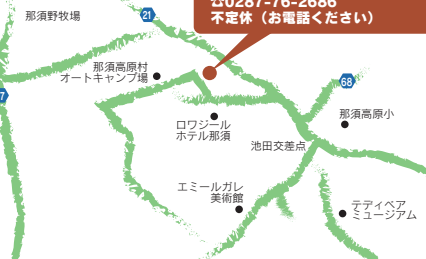 ☎0287-76-2686
不定休（お電話ください）
那須野牧場
21
那須高原村
オートキャンプ場
68
7
那須高原小
ロワジール
ホテル那須
池田交差点
エミールガレ
美術館
テディベア
ミュージアム